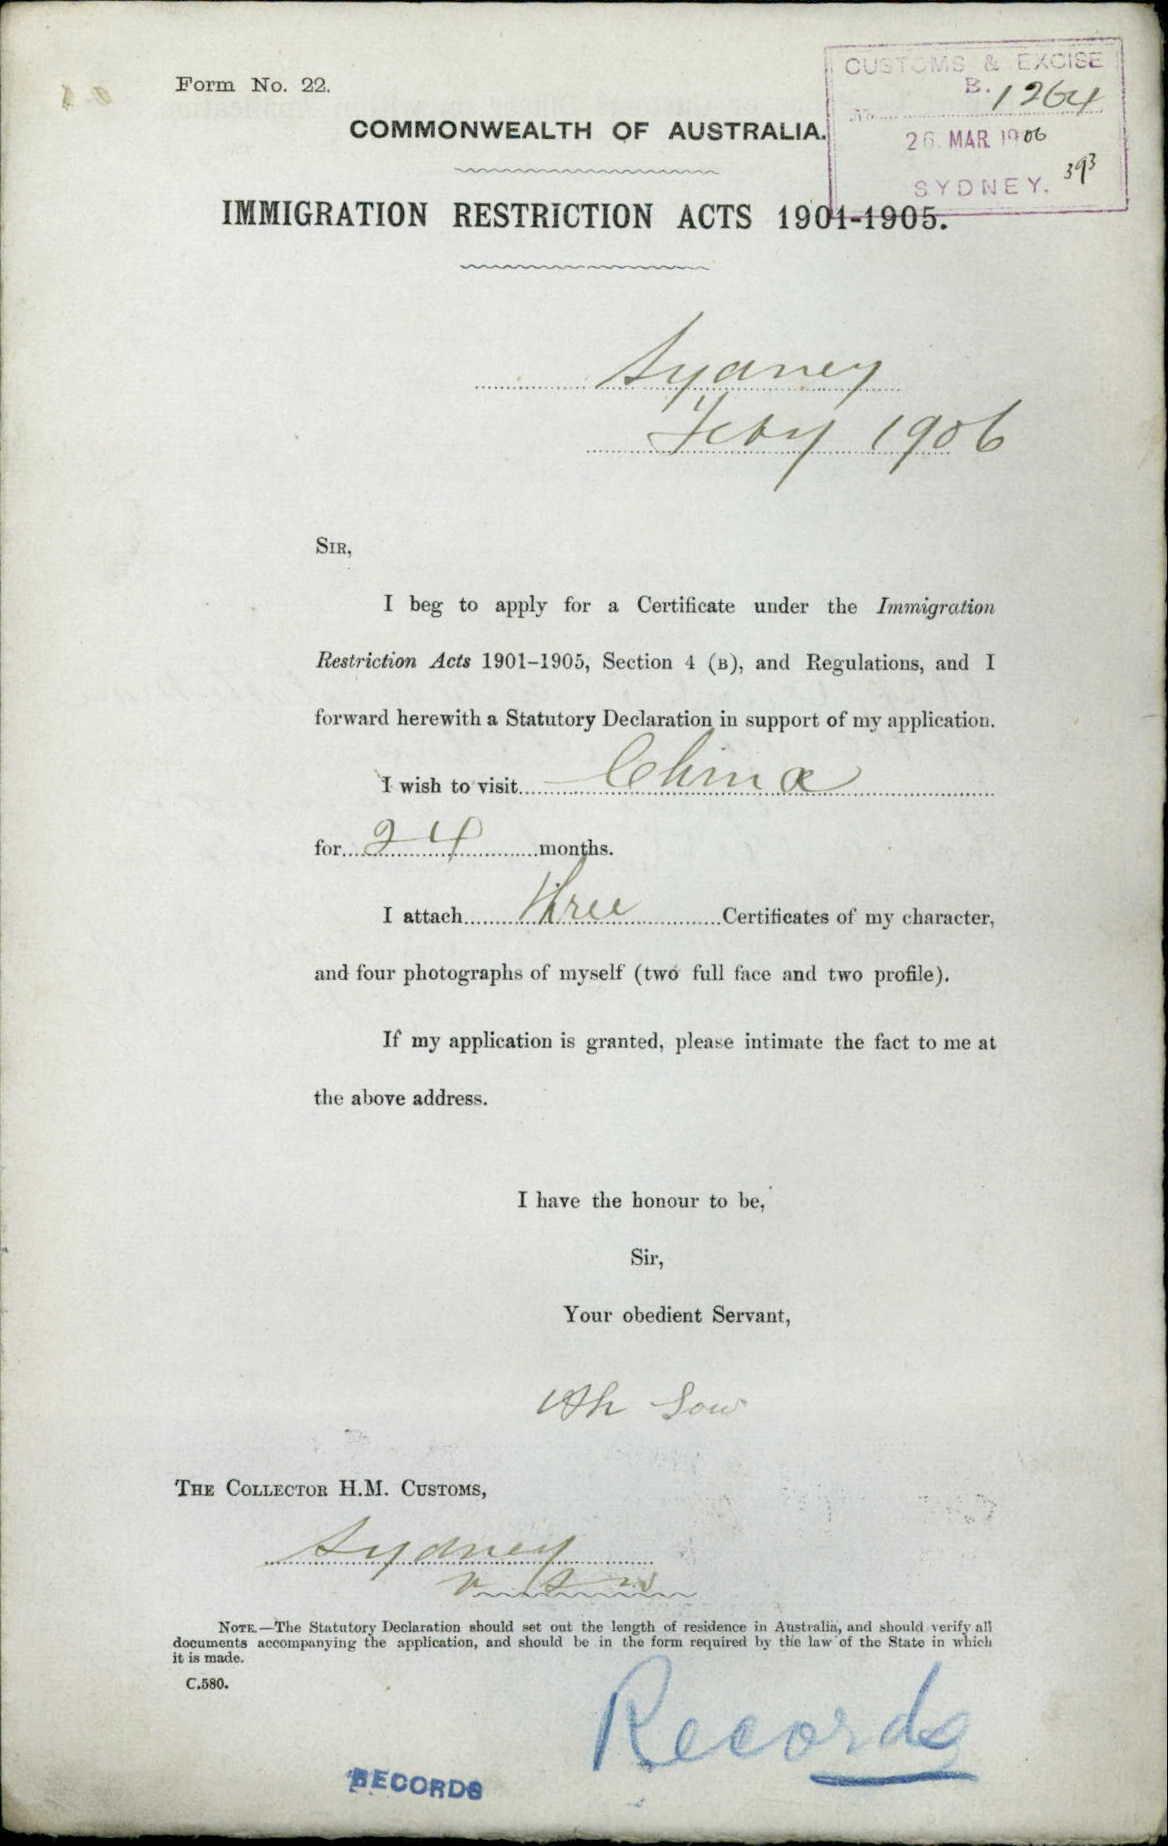 Form No. 22.
CUSTOMS & EXCISE
B. 1264
No
26. MAR. 1906
393
SYDNEY.
COMMONWEALTH OF AUSTRALIA.
IMMIGRATION RESTRICTION ACTS 1901-1905.
Sydney
Feby 1906
SIR,
I beg to apply for a Certificate under the Immigration
Restriction Acts 1901–1905, Section 4 (B), and Regulations, and I
forward herewith a Statutory Declaration in support of my application.
I wish to visit China
for 24 months.
I attach three Certificates of my character,
and four photographs of myself (two full face and two profile).
If my application is granted, please intimate the fact to me at
the above address.
I have the honour to be,
Sir,
Your obedient Servant,
Ah Sow
THE COLLECTOR H.M. CUSTOMS,
Sydney
N S W
NOTE.—The Statutory Declaration should set out the length of residence in Australia, and should verify all
documents accompanying the application, and should be in the form required by the law of the State in which
it is made.
C.580.
Records
RECORDS